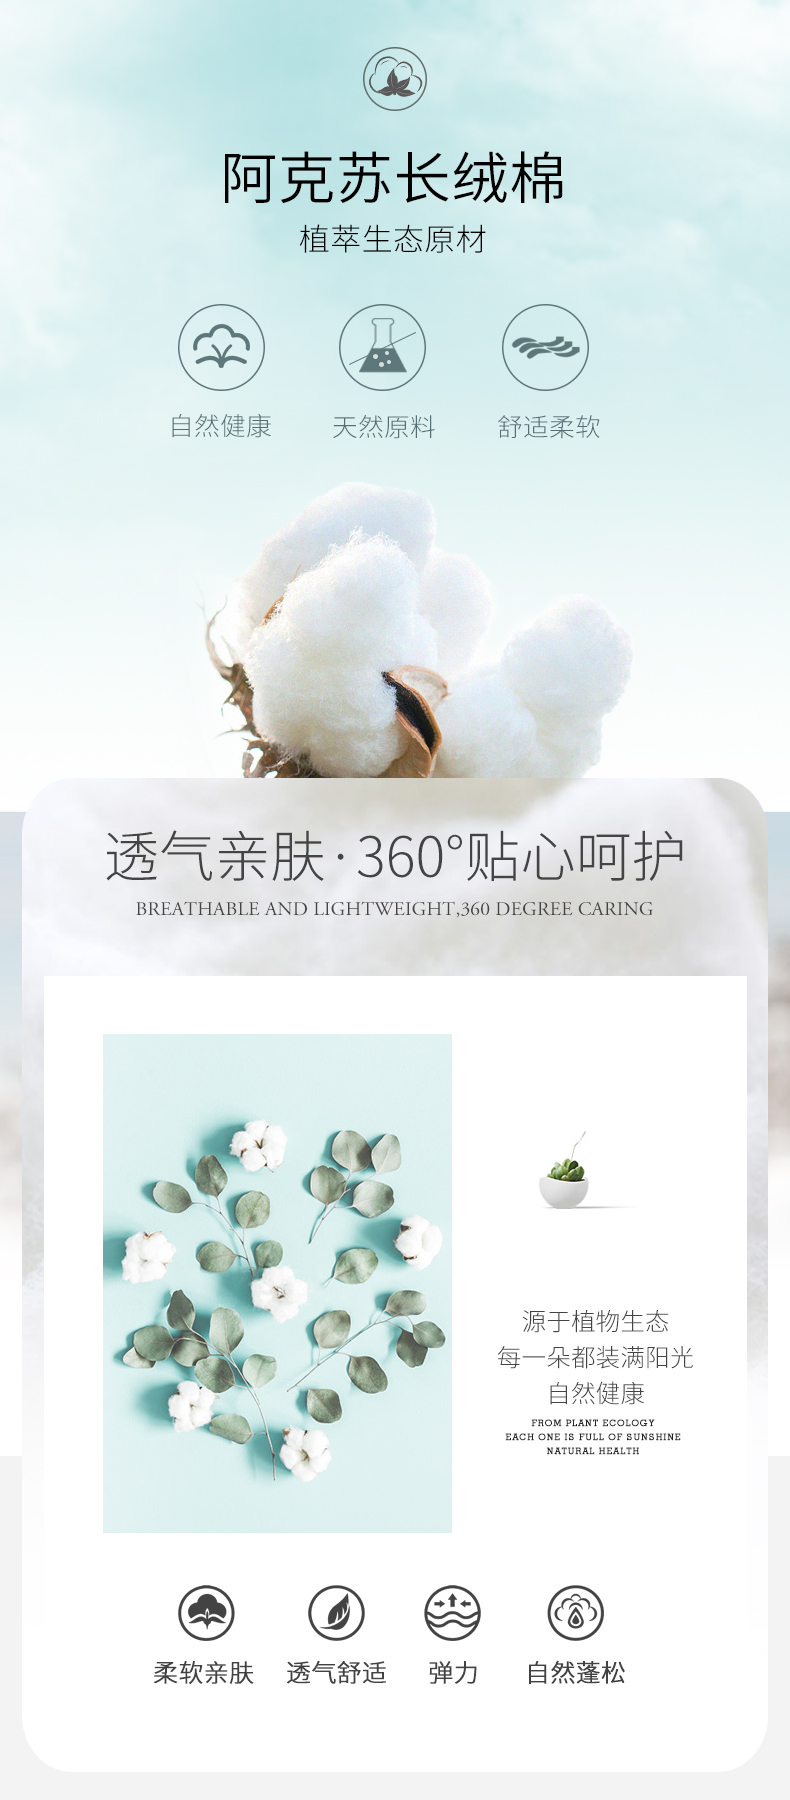 阿克苏长绒棉
植萃生态原材
自然健康 天然原料 舒适柔软
透气亲肤·360°贴心呵护
BREATHABLE AND LIGHTWEIGHT,360 DEGREE CARING
源于植物生态
每一朵都装满阳光
自然健康
FROM PLANT ECOLOGY
EACH ONE IS FULL OF SUNSHINE
NATURAL HEALTH
柔软亲肤 透气舒适 弹力 自然蓬松